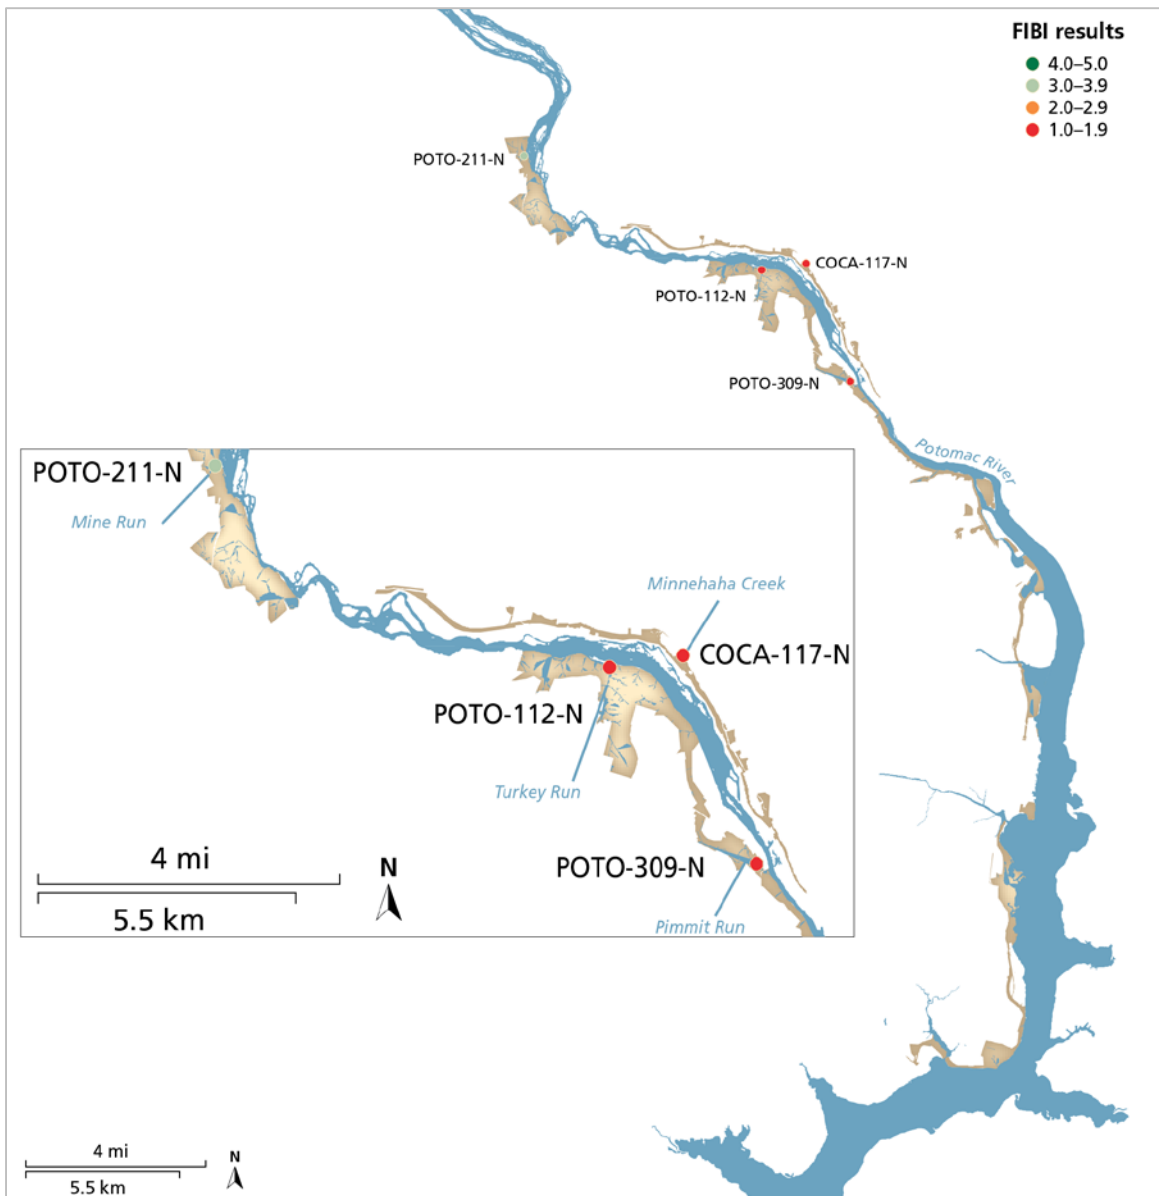 FIBI results
4.0–5.0
3.0–3.9
2.0–2.9
1.0–1.9
POTO-211-N
COCA-117-N
POTO-112-N
POTO-309-N
Potomac River
POTO-211-N
Mine Run
Minnehaha Creek
COCA-117-N
POTO-112-N
Turkey Run
POTO-309-N
Pimmit Run
4 mi
5.5 km
N
4 mi
5.5 km
N